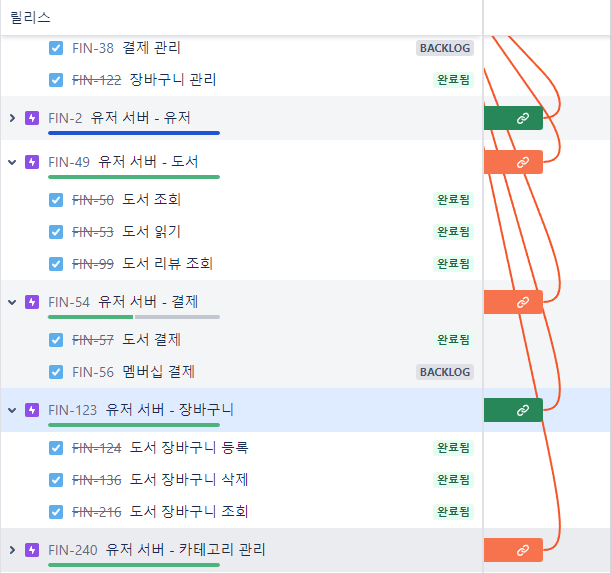 릴리스
FIN-38 결제 관리 BACKLOG
FIN-122 장바구니 관리 완료됨
FIN-2 유저 서버 - 유저
FIN-49 유저 서버 - 도서
FIN-50 도서 조회 완료됨
FIN-53 도서 읽기 완료됨
FIN-99 도서 리뷰 조회 완료됨
FIN-54 유저 서버 - 결제
FIN-57 도서 결제 완료됨
FIN-56 멤버십 결제 BACKLOG
FIN-123 유저 서버 - 장바구니
FIN-124 도서 장바구니 등록 완료됨
FIN-136 도서 장바구니 삭제 완료됨
FIN-216 도서 장바구니 조회 완료됨
FIN-240 유저 서버 - 카테고리 관리